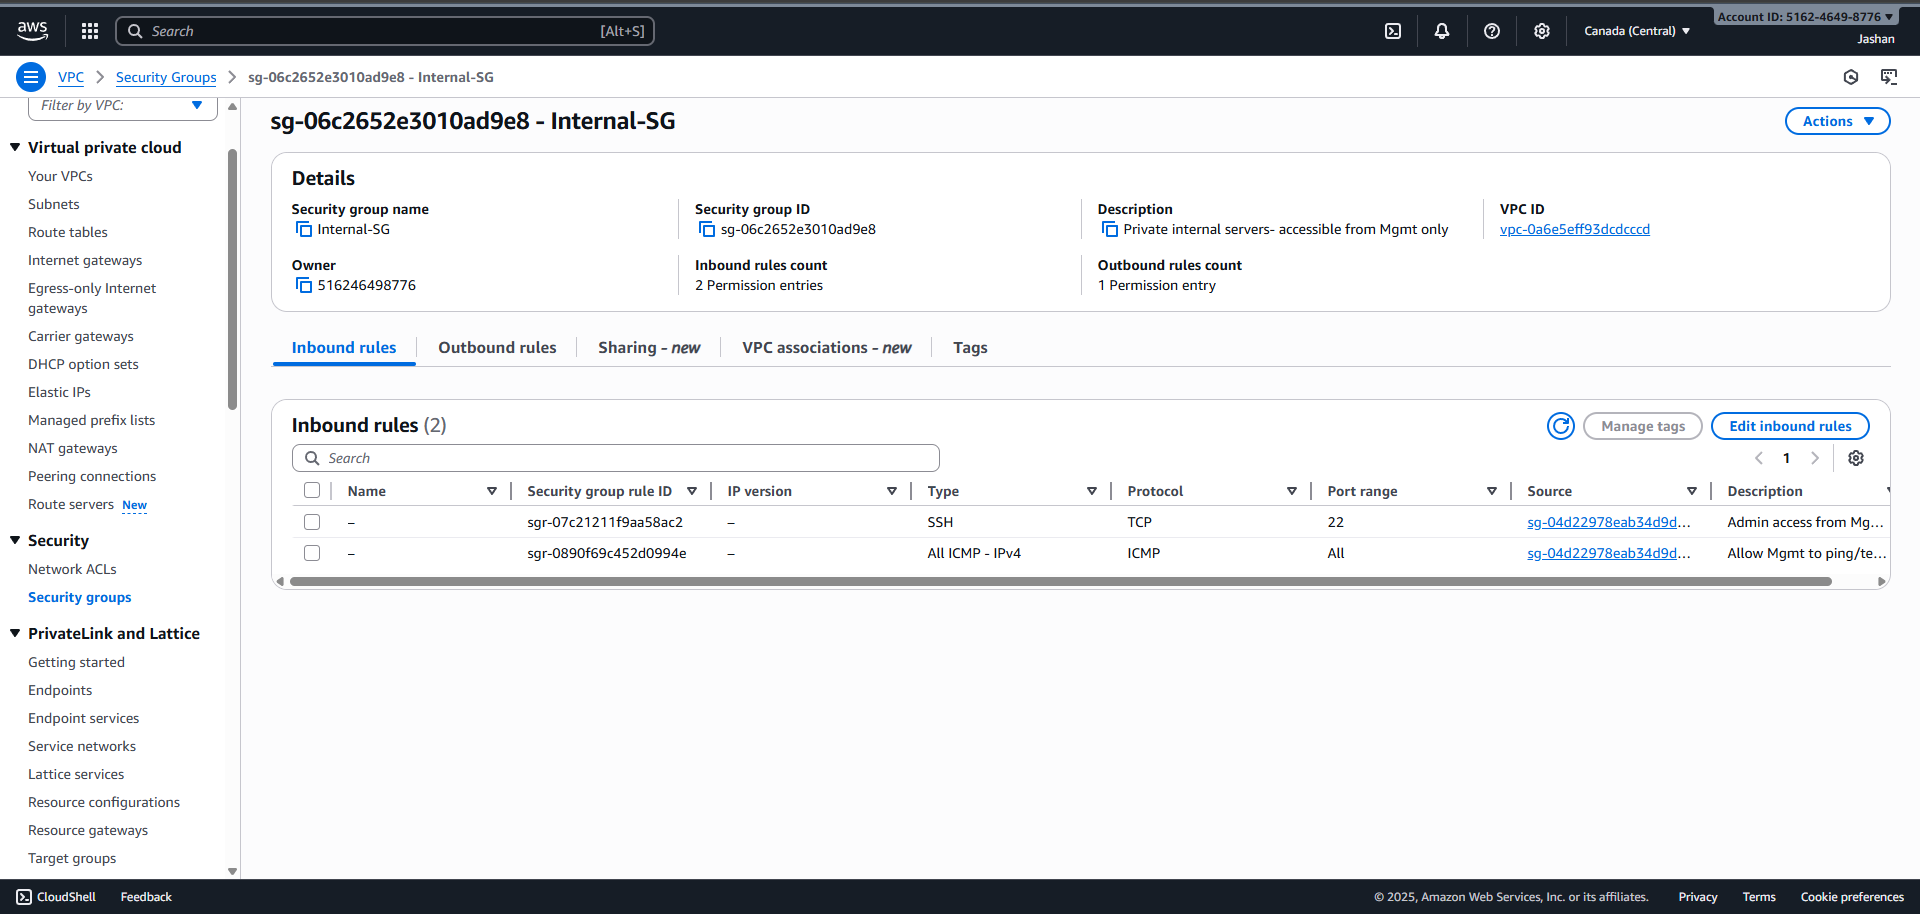 aws
Search [Alt+S]
Canada (Central)
Account ID: 5162-4649-8776
Jashan
VPC
Security Groups
sg-06c2652e3010ad9e8 - Internal-SG
Filter by VPC:
Virtual private cloud
Your VPCs
Subnets
Route tables
Internet gateways
Egress-only Internet
gateways
Carrier gateways
DHCP option sets
Elastic IPs
Managed prefix lists
NAT gateways
Peering connections
Route servers New
Security
Network ACLs
Security groups
PrivateLink and Lattice
Getting started
Endpoints
Endpoint services
Service networks
Lattice services
Resource configurations
Resource gateways
Target groups
sg-06c2652e3010ad9e8 - Internal-SG
Actions
Details
Security group name
Internal-SG
Security group ID
sg-06c2652e3010ad9e8
Description
Private internal servers- accessible from Mgmt only
VPC ID
vpc-0a6e5eff93dcdcccd
Owner
516246498776
Inbound rules count
2 Permission entries
Outbound rules count
1 Permission entry
Inbound rules
Outbound rules
Sharing - new
VPC associations - new
Tags
Inbound rules (2)
Manage tags
Edit inbound rules
Search
1
Name Security group rule ID IP version Type Protocol Port range Source Description
– sgr-07c21211f9aa58ac2 – SSH TCP 22 sg-04d22978eab34d9d... Admin access from Mg...
– sgr-0890f69c452d0994e – All ICMP - IPv4 ICMP All sg-04d22978eab34d9d... Allow Mgmt to ping/te...
CloudShell
Feedback
© 2025, Amazon Web Services, Inc. or its affiliates.
Privacy
Terms
Cookie preferences